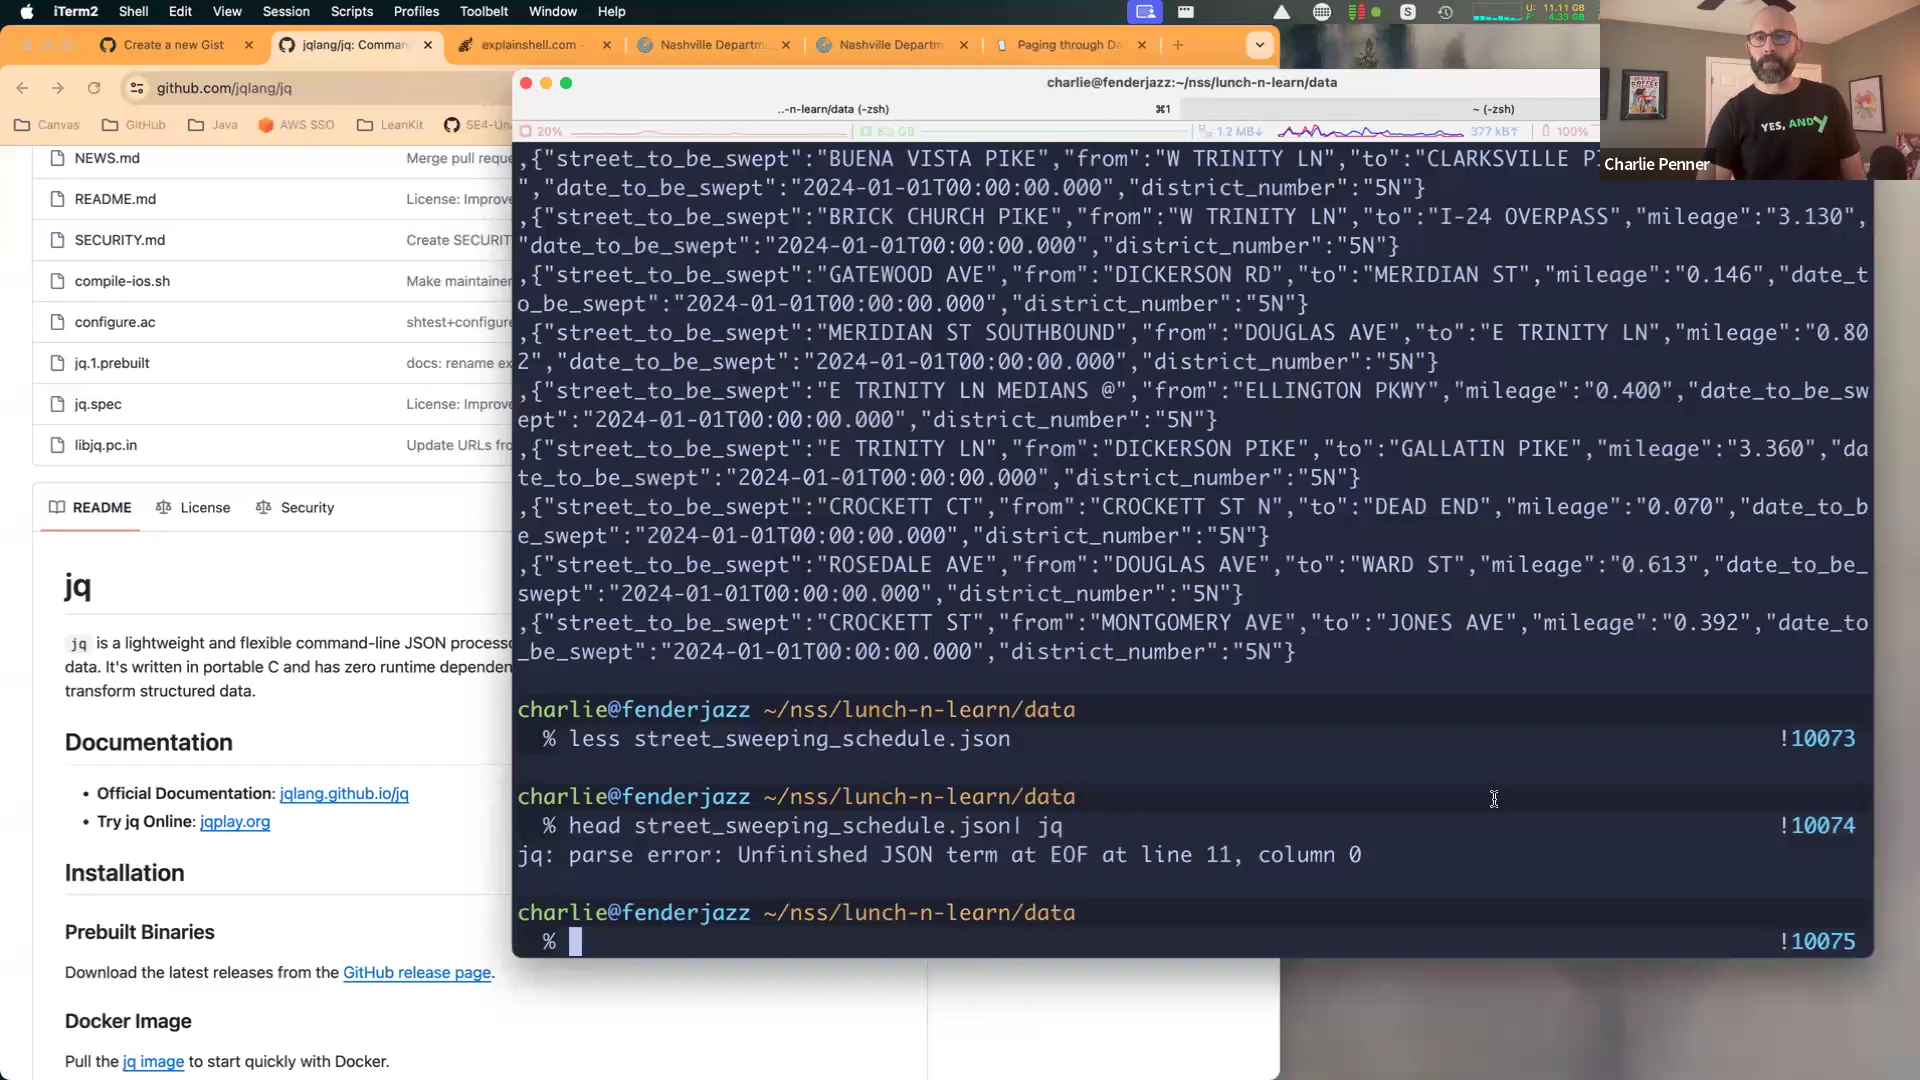 iTerm2 Shell Edit View Session Scripts Profiles Toolbelt Window Help
U: 11.11 GB
F: 4.33 GB
Create a new Gist
jqlang/jq: Comman
explainshell.com -
Nashville Departm
Nashville Departm
Paging through Da
github.com/jqlang/jq
Canvas GitHub Java AWS SSO LeanKit SE4-Un
charlie@fenderjazz:~/nss/lunch-n-learn/data
..-n-learn/data (-zsh) ⌘1 ~ (-zsh)
20% GB 1.2 MB↓ 377 kB↑ 100%
YES, ANDY
Charlie Penner
NEWS.md Merge pull reque
README.md License: Improve
SECURITY.md Create SECURIT
compile-ios.sh Make maintainer
configure.ac shtest+configure
jq.1.prebuilt docs: rename ex
jq.spec License: Improve
libjq.pc.in Update URLs fro
README License Security
jq
jq is a lightweight and flexible command-line JSON processo
data. It's written in portable C and has zero runtime depender
transform structured data.
Documentation
• Official Documentation: jqlang.github.io/jq
• Try jq Online: jqplay.org
Installation
Prebuilt Binaries
Download the latest releases from the GitHub release page.
Docker Image
Pull the jq image to start quickly with Docker.
,{"street_to_be_swept":"BUENA VISTA PIKE","from":"W TRINITY LN","to":"CLARKSVILLE P
","date_to_be_swept":"2024-01-01T00:00:00.000","district_number":"5N"}
,{"street_to_be_swept":"BRICK CHURCH PIKE","from":"W TRINITY LN","to":"I-24 OVERPASS","mileage":"3.130",
"date_to_be_swept":"2024-01-01T00:00:00.000","district_number":"5N"}
,{"street_to_be_swept":"GATEWOOD AVE","from":"DICKERSON RD","to":"MERIDIAN ST","mileage":"0.146","date_t
o_be_swept":"2024-01-01T00:00:00.000","district_number":"5N"}
,{"street_to_be_swept":"MERIDIAN ST SOUTHBOUND","from":"DOUGLAS AVE","to":"E TRINITY LN","mileage":"0.80
2","date_to_be_swept":"2024-01-01T00:00:00.000","district_number":"5N"}
,{"street_to_be_swept":"E TRINITY LN MEDIANS @","from":"ELLINGTON PKWY","mileage":"0.400","date_to_be_sw
ept":"2024-01-01T00:00:00.000","district_number":"5N"}
,{"street_to_be_swept":"E TRINITY LN","from":"DICKERSON PIKE","to":"GALLATIN PIKE","mileage":"3.360","da
te_to_be_swept":"2024-01-01T00:00:00.000","district_number":"5N"}
,{"street_to_be_swept":"CROCKETT CT","from":"CROCKETT ST N","to":"DEAD END","mileage":"0.070","date_to_b
e_swept":"2024-01-01T00:00:00.000","district_number":"5N"}
,{"street_to_be_swept":"ROSEDALE AVE","from":"DOUGLAS AVE","to":"WARD ST","mileage":"0.613","date_to_be_
swept":"2024-01-01T00:00:00.000","district_number":"5N"}
,{"street_to_be_swept":"CROCKETT ST","from":"MONTGOMERY AVE","to":"JONES AVE","mileage":"0.392","date_to
_be_swept":"2024-01-01T00:00:00.000","district_number":"5N"}
charlie@fenderjazz ~/nss/lunch-n-learn/data
% less street_sweeping_schedule.json !10073
charlie@fenderjazz ~/nss/lunch-n-learn/data
% head street_sweeping_schedule.json| jq !10074
jq: parse error: Unfinished JSON term at EOF at line 11, column 0
charlie@fenderjazz ~/nss/lunch-n-learn/data
% !10075